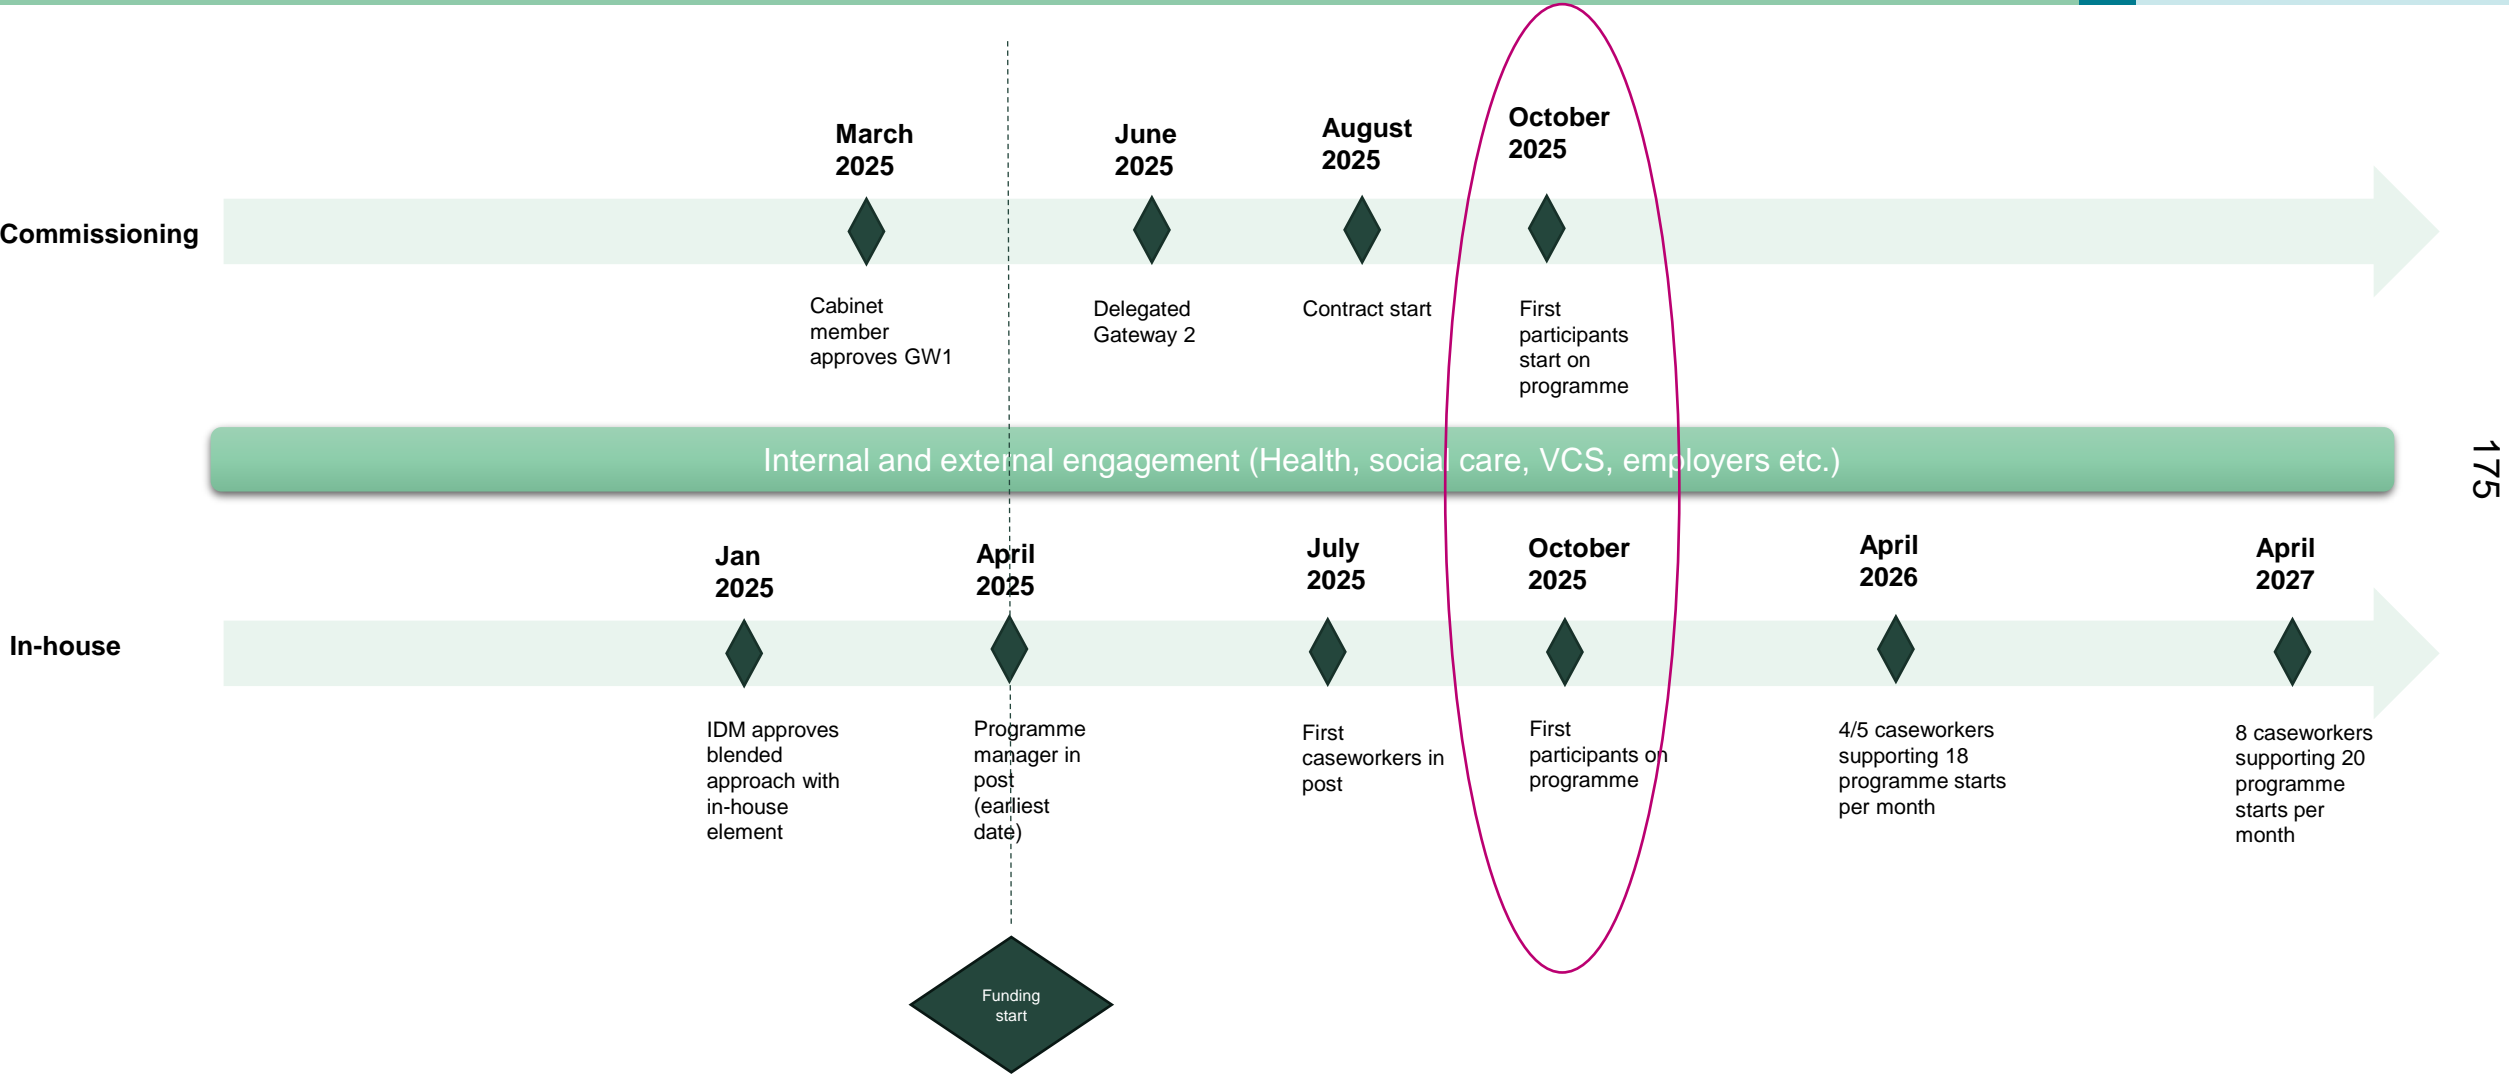 March
2025
June
2025
August
2025
October
2025
Commissioning
Cabinet
member
approves GW1
Delegated
Gateway 2
Contract start
First
participants
start on
programme
Internal and external engagement (Health, social care, VCS, employers etc.)
175
Jan
2025
April
2025
July
2025
October
2025
April
2026
April
2027
In-house
IDM approves
blended
approach with
in-house
element
Programme
manager in
post
(earliest
date)
First
caseworkers in
post
First
participants on
programme
4/5 caseworkers
supporting 18
programme starts
per month
8 caseworkers
supporting 20
programme
starts per
month
Funding
start